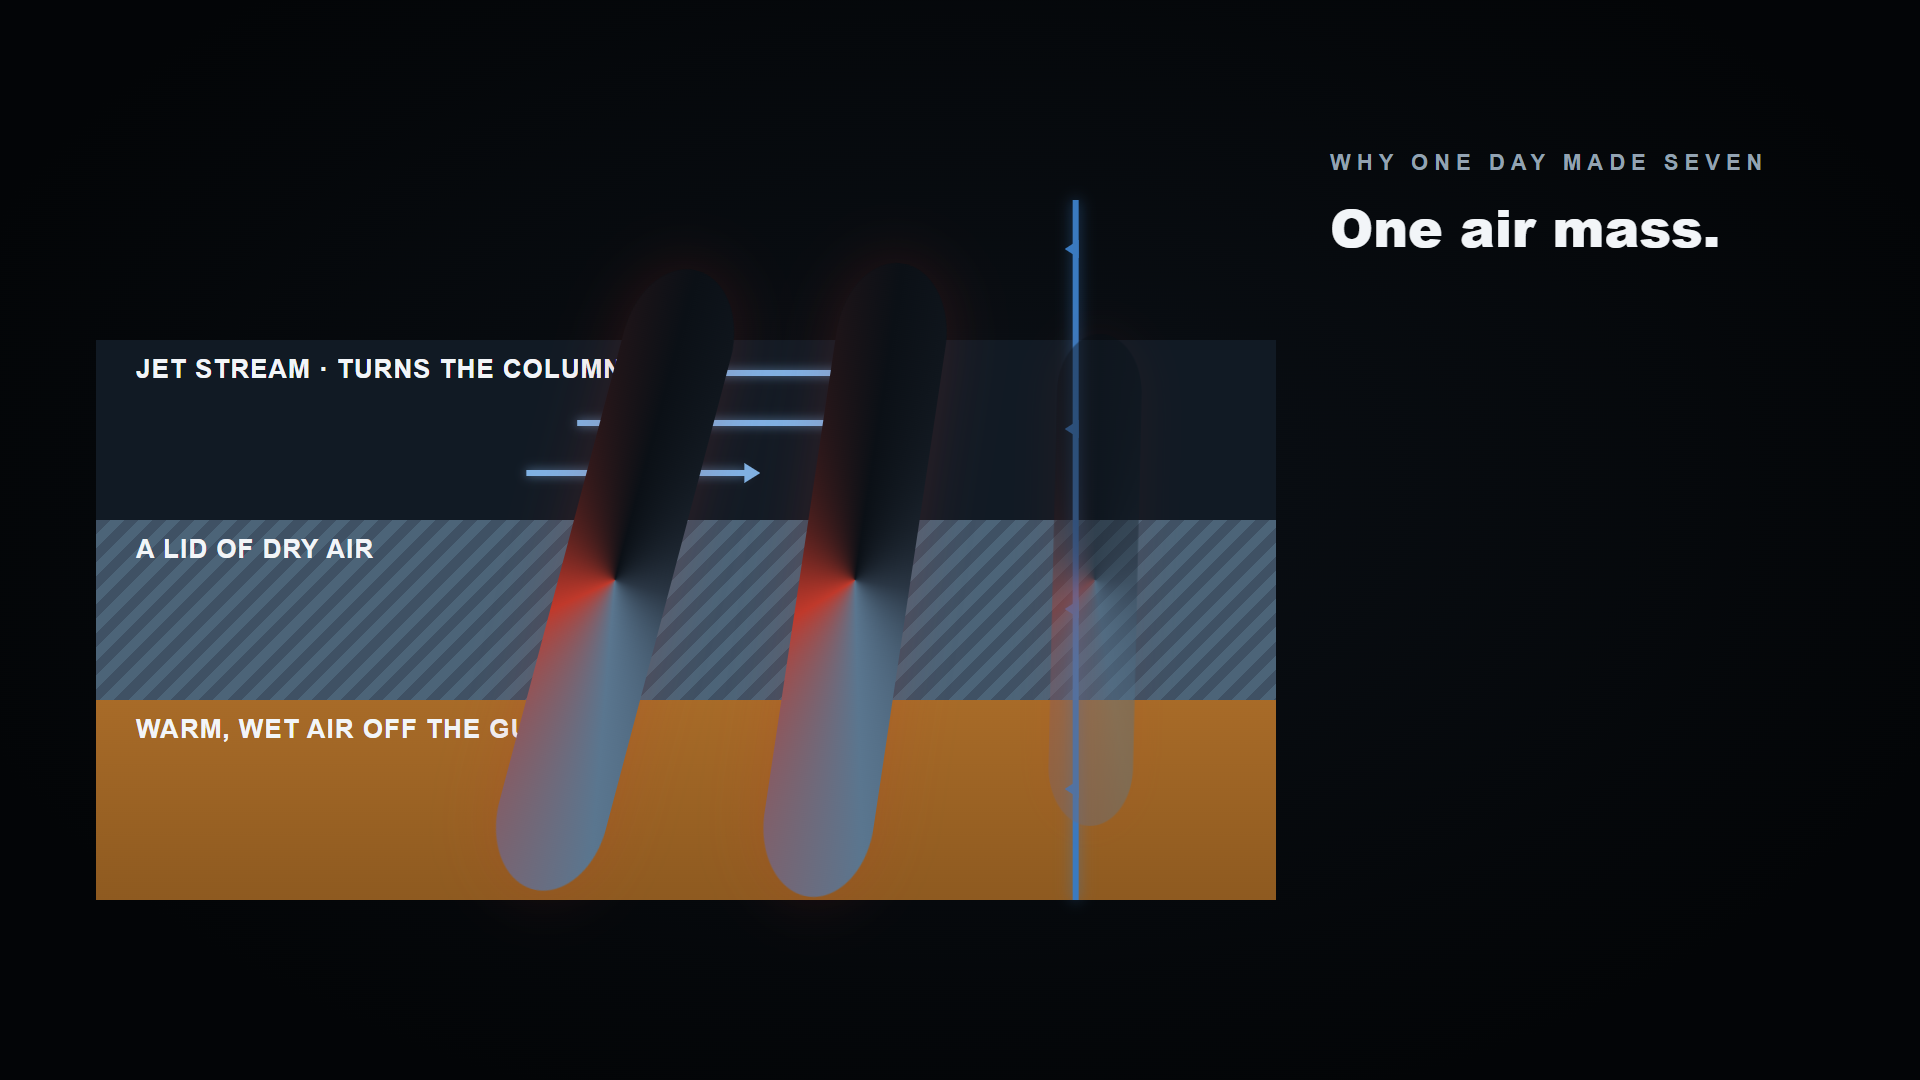 WHY ONE DAY MADE SEVEN
One air mass.
JET STREAM · TURNS THE COLUMN
A LID OF DRY AIR
WARM, WET AIR OFF THE